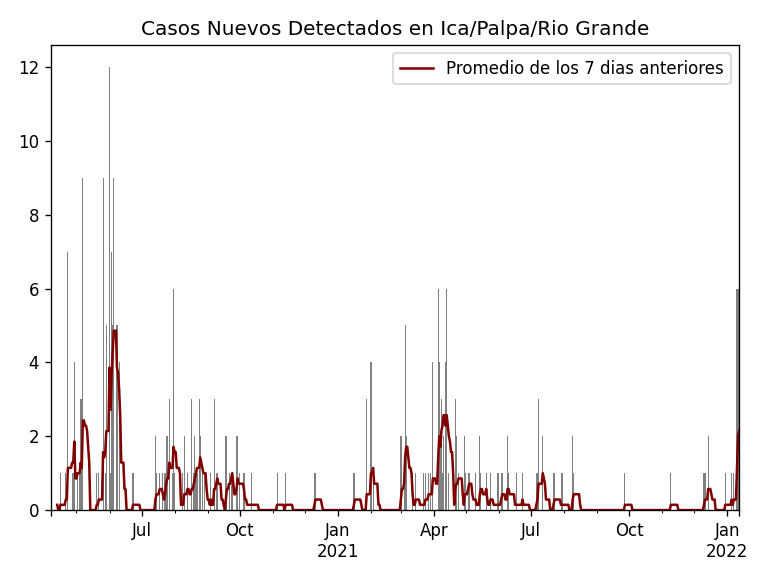 Casos Nuevos Detectados en Ica/Palpa/Rio Grande
Promedio de los 7 dias anteriores
12
10
8
6
4
2
0
Jul
Oct
Jan
2021
Apr
Jul
Oct
Jan
2022